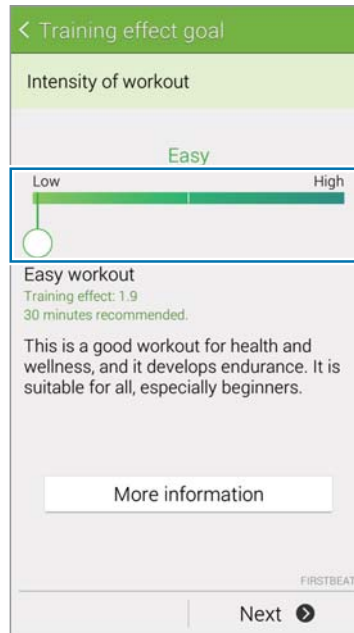 Training effect goal
Intensity of workout
Easy
Low High
Easy workout
Training effect: 1.9
30 minutes recommended.
This is a good workout for health and
wellness, and it develops endurance. It is
suitable for all, especially beginners.
More information
FIRSTBEAT
Next